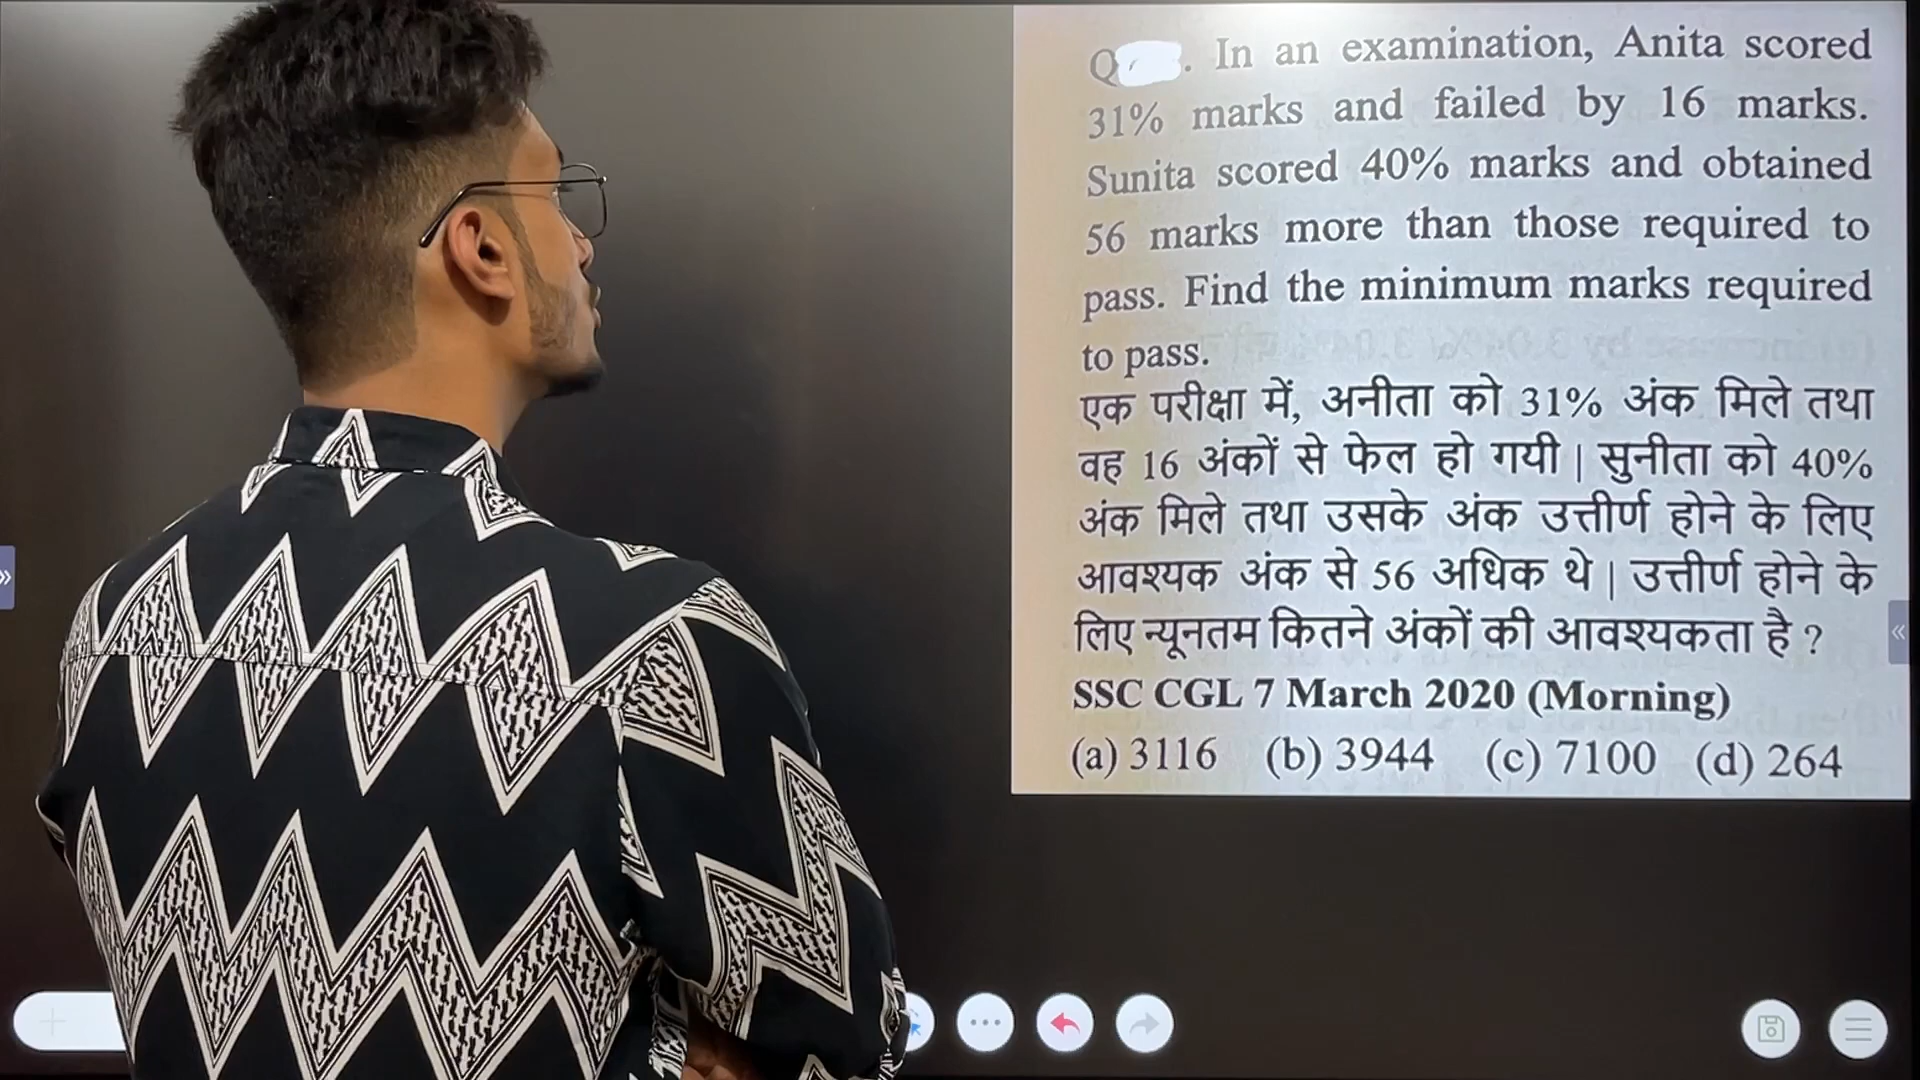 Q . In an examination, Anita scored
31% marks and failed by 16 marks.
Sunita scored 40% marks and obtained
56 marks more than those required to
pass. Find the minimum marks required
to pass.
एक परीक्षा में, अनीता को 31% अंक मिले तथा
वह 16 अंकों से फेल हो गयी | सुनीता को 40%
अंक मिले तथा उसके अंक उत्तीर्ण होने के लिए
आवश्यक अंक से 56 अधिक थे | उत्तीर्ण होने के
लिए न्यूनतम कितने अंकों की आवश्यकता है ?
SSC CGL 7 March 2020 (Morning)
(a) 3116 (b) 3944 (c) 7100 (d) 264